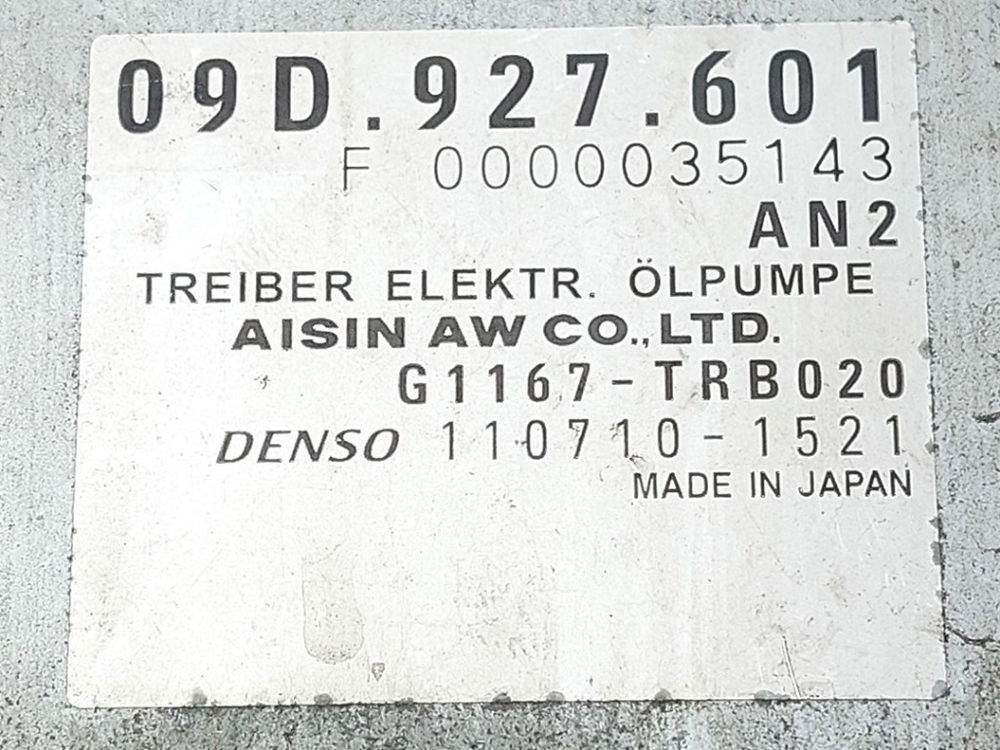 09D.927.601
F 0000035143
AN2
TREIBER ELEKTR. ÖLPUMPE
AISIN AW CO.,LTD.
G1167-TRB020
DENSO 110710-1521
MADE IN JAPAN